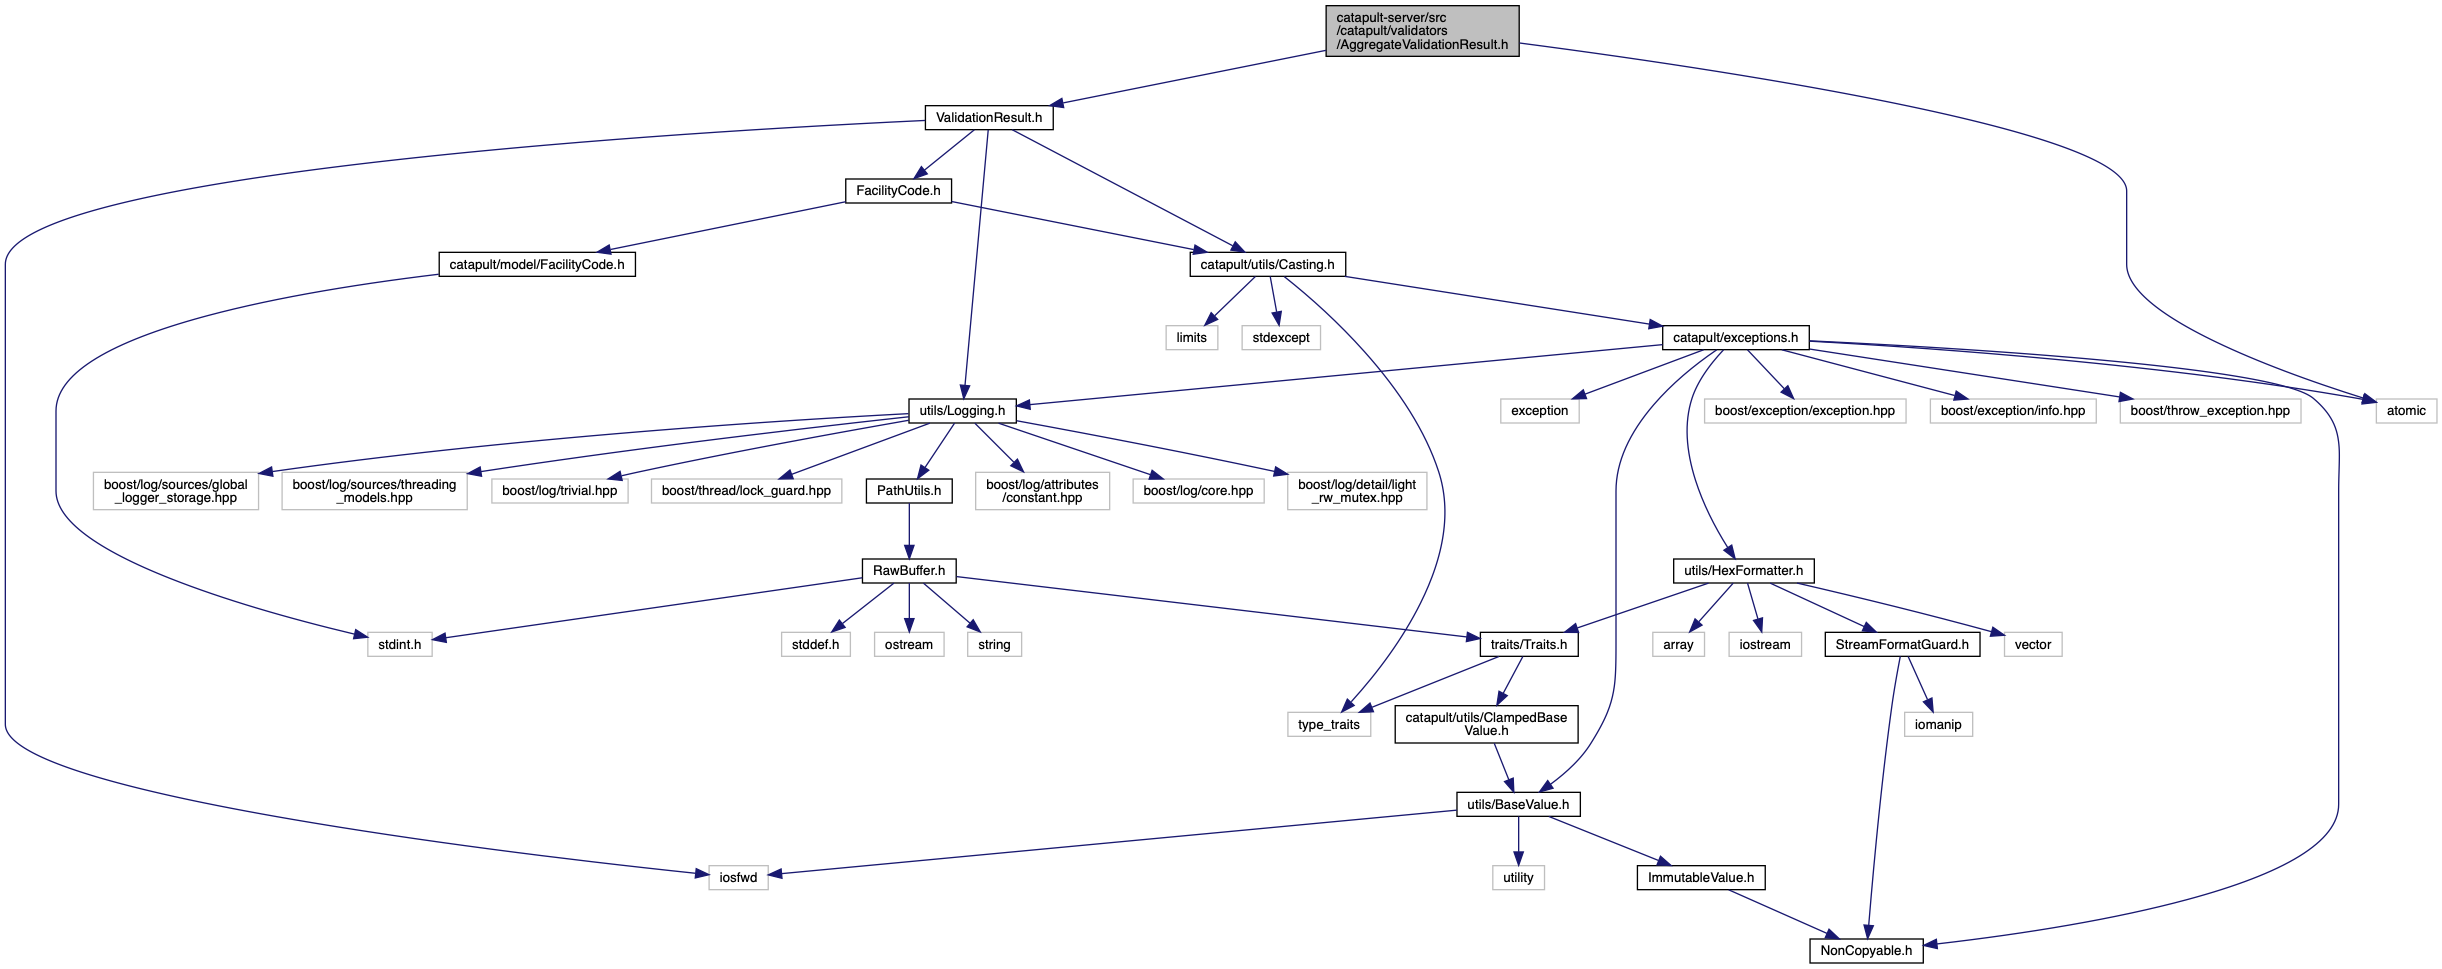 catapult-server/src
/catapult/validators
/AggregateValidationResult.h
ValidationResult.h
FacilityCode.h
catapult/model/FacilityCode.h
catapult/utils/Casting.h
limits
stdexcept
catapult/exceptions.h
utils/Logging.h
exception
boost/exception/exception.hpp
boost/exception/info.hpp
boost/throw_exception.hpp
atomic
boost/log/sources/global
_logger_storage.hpp
boost/log/sources/threading
_models.hpp
boost/log/trivial.hpp
boost/thread/lock_guard.hpp
PathUtils.h
boost/log/attributes
/constant.hpp
boost/log/core.hpp
boost/log/detail/light
_rw_mutex.hpp
RawBuffer.h
utils/HexFormatter.h
stdint.h
stddef.h
ostream
string
traits/Traits.h
array
iostream
StreamFormatGuard.h
vector
type_traits
catapult/utils/ClampedBase
Value.h
iomanip
utils/BaseValue.h
iosfwd
utility
ImmutableValue.h
NonCopyable.h